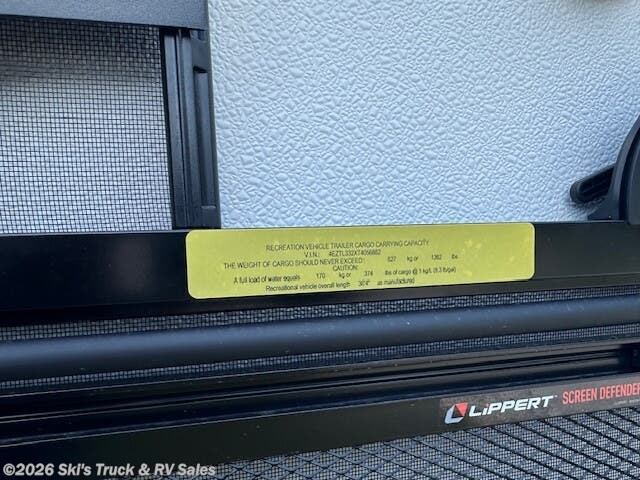 RECREATION VEHICLE TRAILER CARGO CARRYING CAPACITY
V.I.N.: 4EZTL332XT4056882
THE WEIGHT OF CARGO SHOULD NEVER EXCEED: 627 kg or 1382 lbs
CAUTION:
A full load of water equals 170 kg or 374 lbs of cargo @ 1 kg/L (8.3 lb/gal)
Recreational vehicle overall length 36'4" as manufactured
LIPPERT™ SCREEN DEFENDER
©2026 Ski's Truck & RV Sales